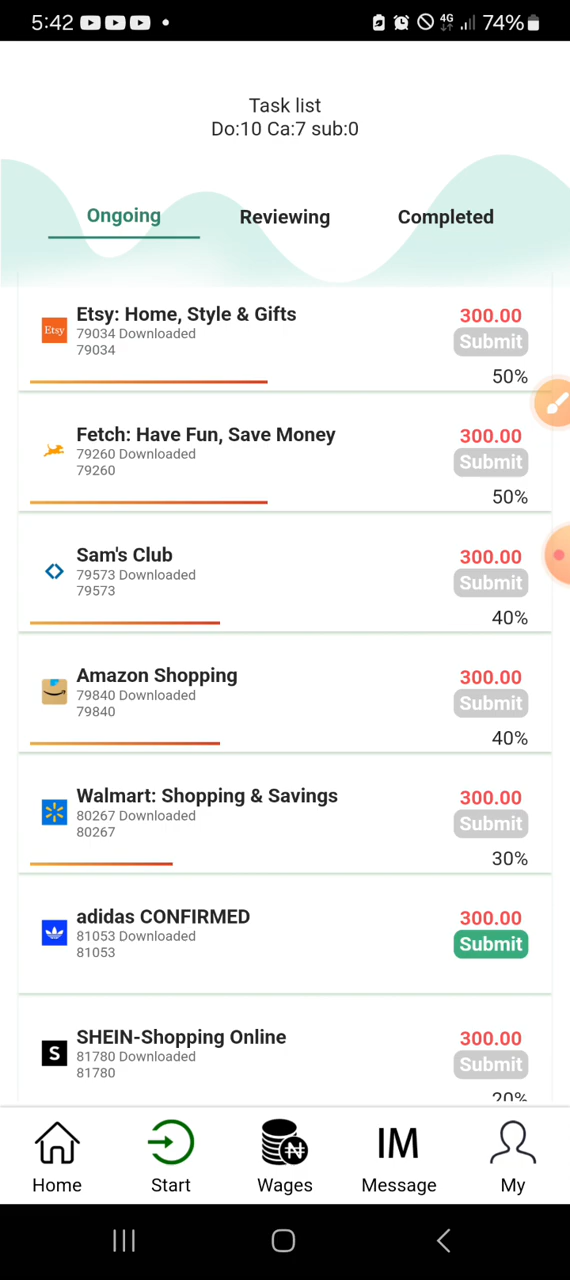 5:42 4G 74%
Task list
Do:10 Ca:7 sub:0
Ongoing Reviewing Completed
Etsy: Home, Style & Gifts 300.00
Etsy 79034 Downloaded Submit
79034
50%
Fetch: Have Fun, Save Money 300.00
79260 Downloaded Submit
79260
50%
Sam's Club 300.00
79573 Downloaded Submit
79573
40%
Amazon Shopping 300.00
79840 Downloaded Submit
79840
40%
Walmart: Shopping & Savings 300.00
80267 Downloaded Submit
80267
30%
adidas CONFIRMED 300.00
81053 Downloaded Submit
81053
SHEIN-Shopping Online 300.00
S 81780 Downloaded Submit
81780
20%
IM
Home Start Wages Message My